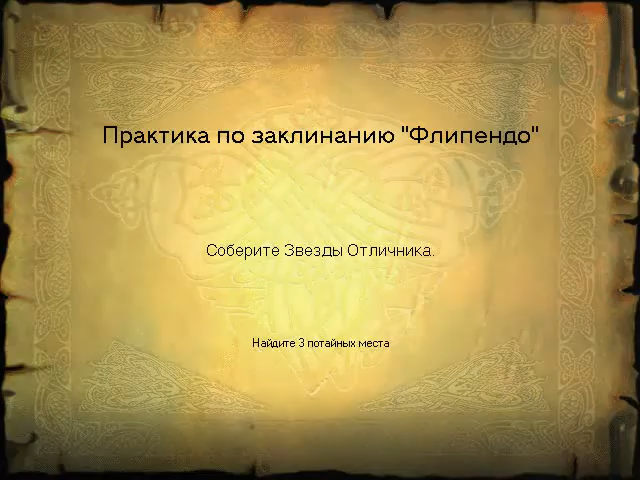 Практика по заклинанию "Флипендо"
Соберите Звезды Отличника.
Найдите 3 потайных места